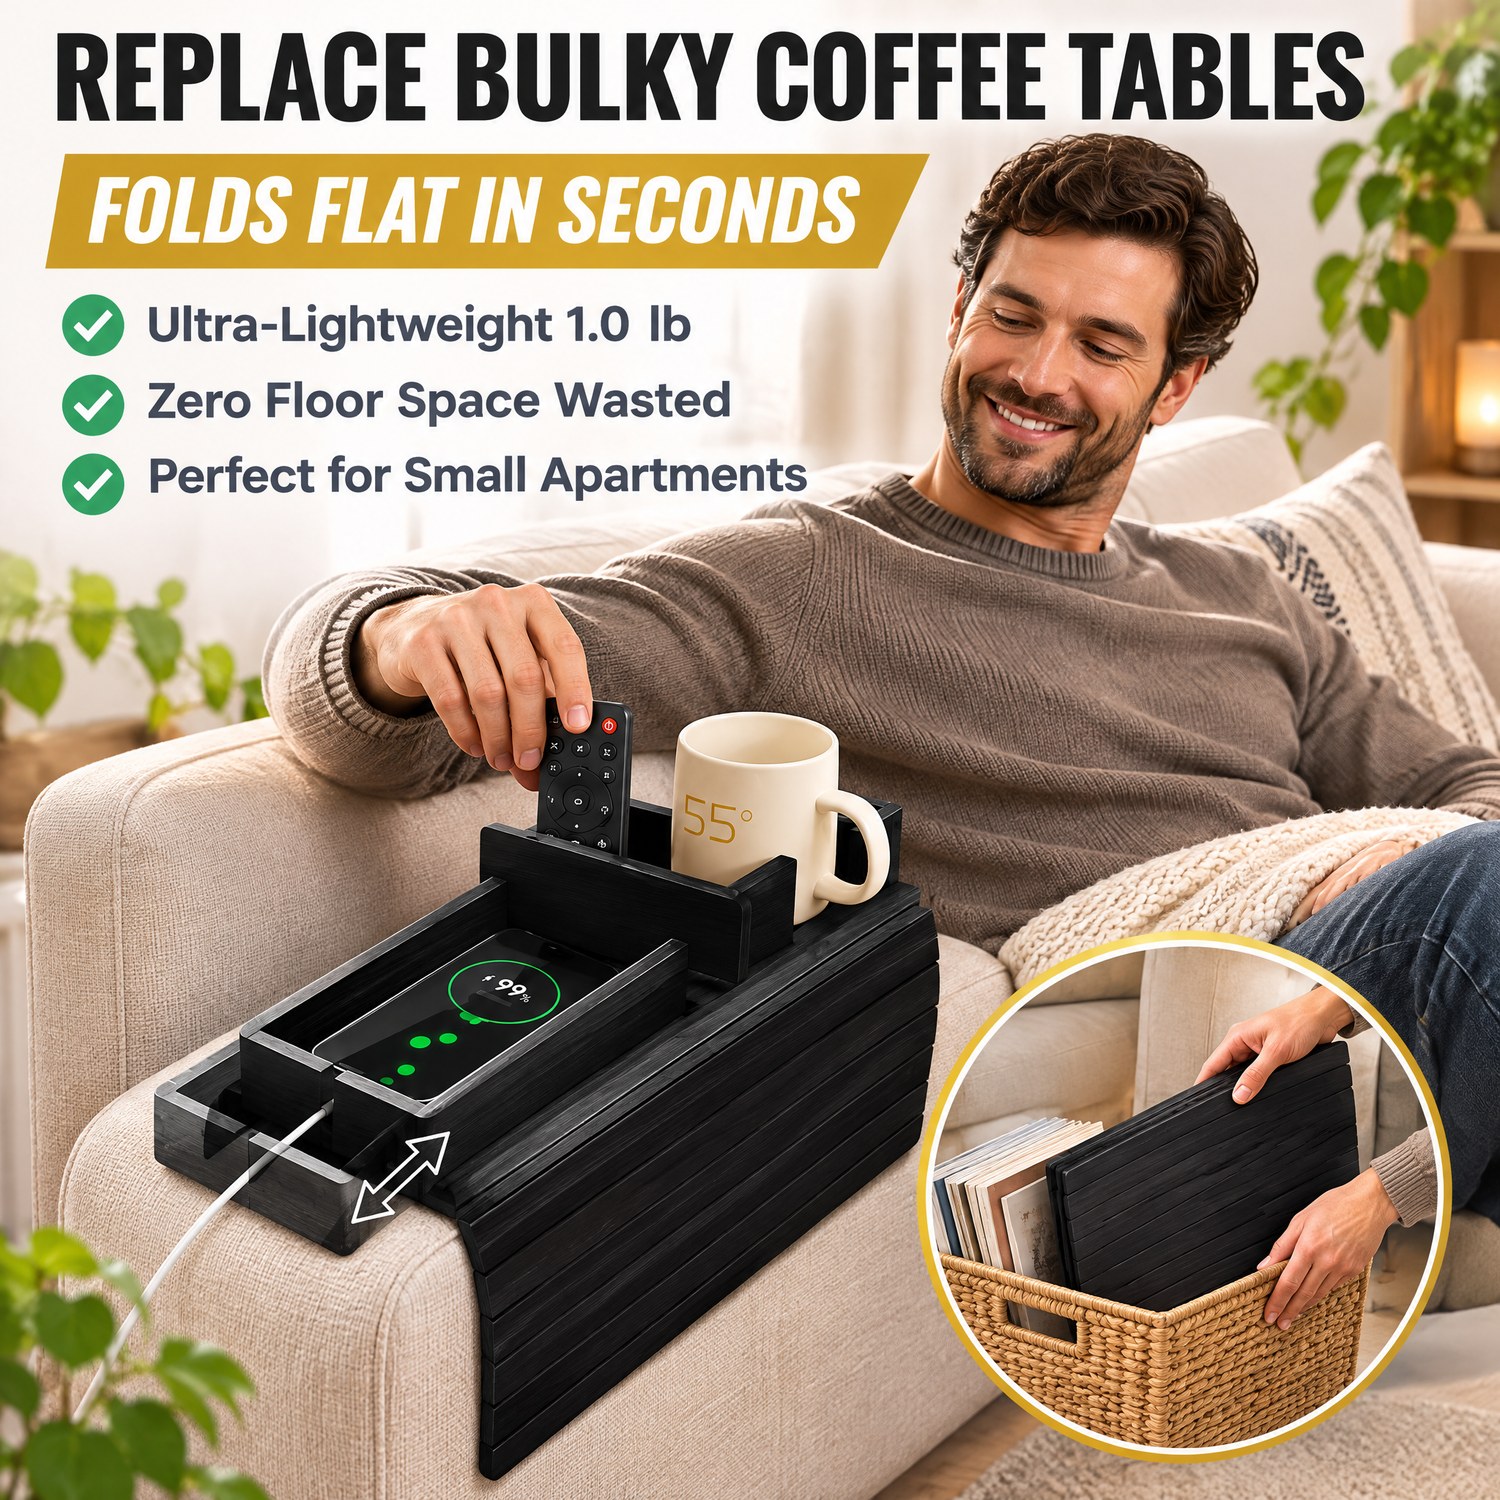 REPLACE BULKY COFFEE TABLES
FOLDS FLAT IN SECONDS
Ultra-Lightweight 1.0 lb
Zero Floor Space Wasted
Perfect for Small Apartments
55°
99%